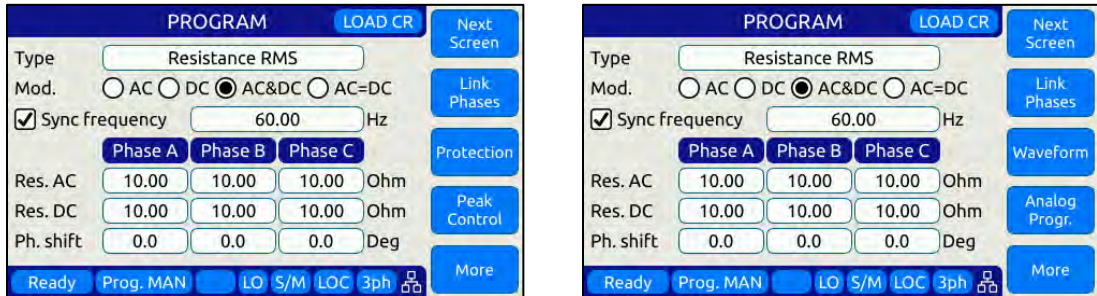 PROGRAM LOAD CR Next Screen
Type Resistance RMS
Mod. AC DC AC&DC AC=DC Link Phases
Sync frequency 60.00 Hz
Phase A Phase B Phase C Protection
Res. AC 10.00 10.00 10.00 Ohm
Res. DC 10.00 10.00 10.00 Ohm Peak Control
Ph. shift 0.0 0.0 0.0 Deg
Ready Prog. MAN LO S/M LOC 3ph More
PROGRAM LOAD CR Next Screen
Type Resistance RMS
Mod. AC DC AC&DC AC=DC Link Phases
Sync frequency 60.00 Hz
Phase A Phase B Phase C Waveform
Res. AC 10.00 10.00 10.00 Ohm
Res. DC 10.00 10.00 10.00 Ohm Analog Progr.
Ph. shift 0.0 0.0 0.0 Deg
Ready Prog. MAN LO S/M LOC 3ph More